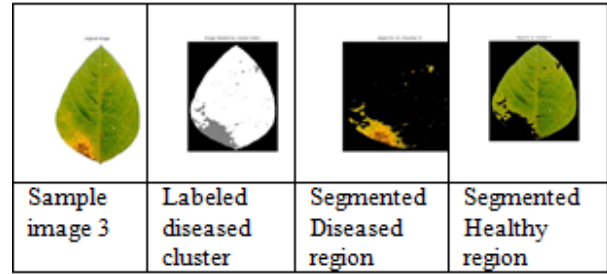 Sample
image 3
Labeled
diseased
cluster
Segmented
Diseased
region
Segmented
Healthy
region